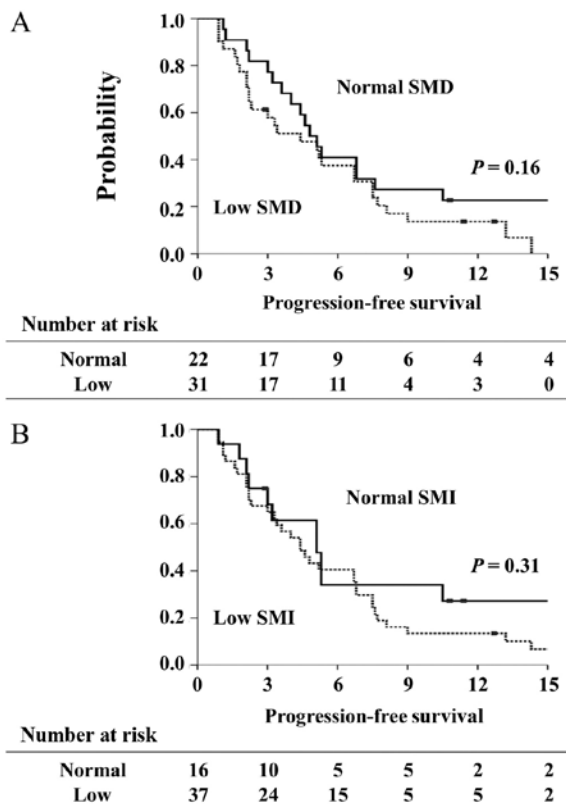 A
Probability
1.0
0.8
0.6
0.4
0.2
0.0
Normal SMD
P = 0.16
Low SMD
0 3 6 9 12 15
Progression-free survival
Number at risk
Normal 22 17 9 6 4 4
Low 31 17 11 4 3 0
B
1.0
0.8
0.6
0.4
0.2
0.0
Normal SMI
P = 0.31
Low SMI
0 3 6 9 12 15
Progression-free survival
Number at risk
Normal 16 10 5 5 2 2
Low 37 24 15 5 5 2